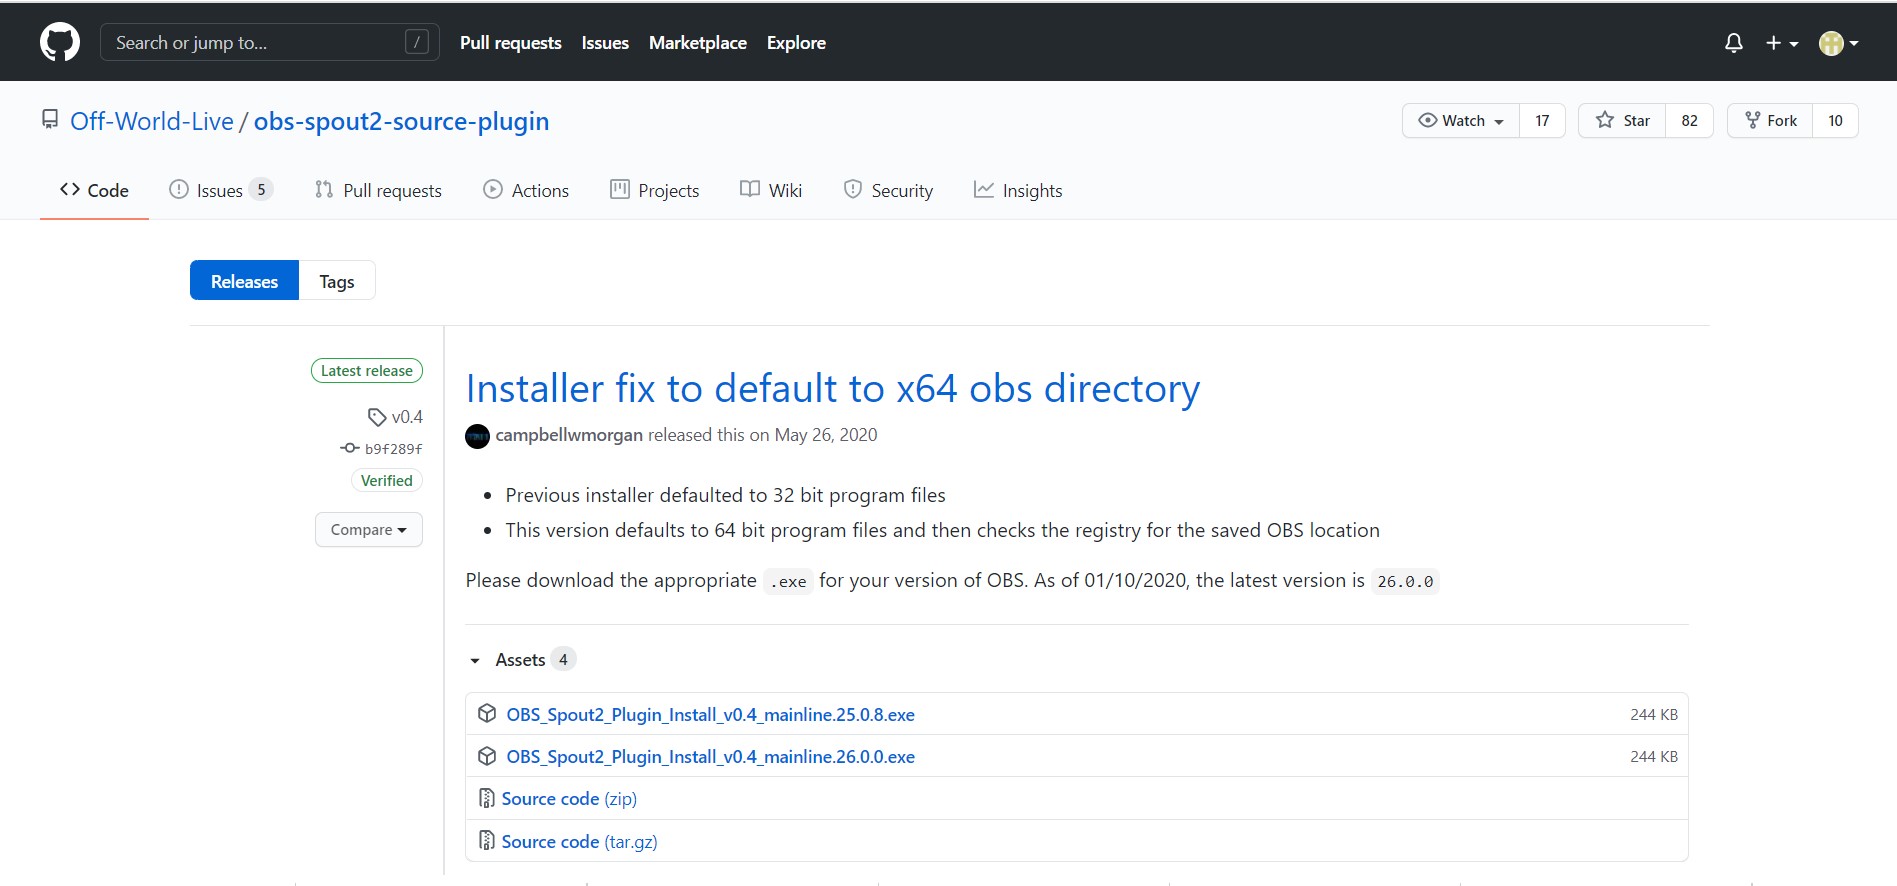 Search or jump to... /
Pull requests Issues Marketplace Explore
Off-World-Live / obs-spout2-source-plugin
Watch 17 Star 82 Fork 10
Code Issues 5 Pull requests Actions Projects Wiki Security Insights
Releases Tags
Latest release
v0.4
b9f289f
Verified
Compare
Installer fix to default to x64 obs directory
campbellwmorgan released this on May 26, 2020
• Previous installer defaulted to 32 bit program files
• This version defaults to 64 bit program files and then checks the registry for the saved OBS location
Please download the appropriate .exe for your version of OBS. As of 01/10/2020, the latest version is 26.0.0
Assets 4
OBS_Spout2_Plugin_Install_v0.4_mainline.25.0.8.exe 244 KB
OBS_Spout2_Plugin_Install_v0.4_mainline.26.0.0.exe 244 KB
Source code (zip)
Source code (tar.gz)